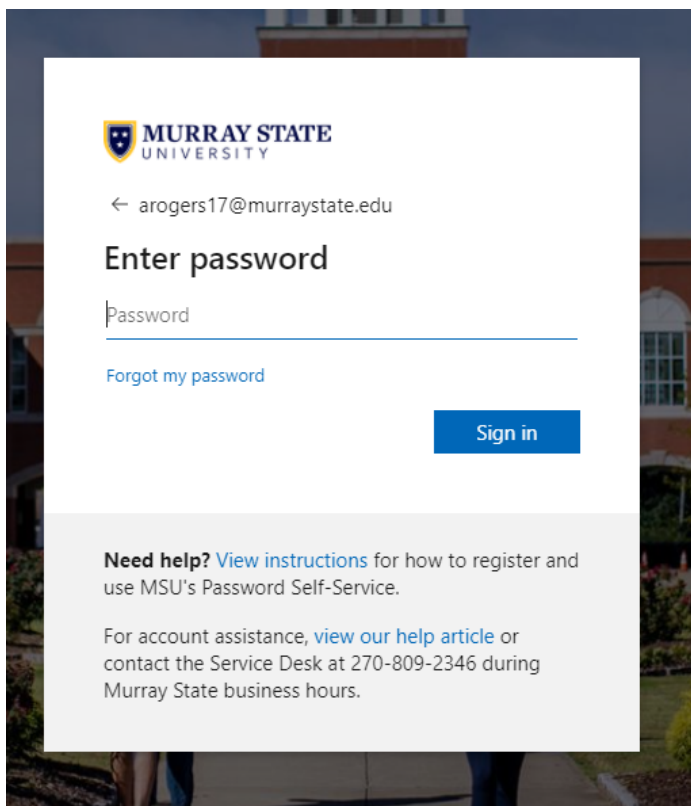 MURRAY STATE
UNIVERSITY
← arogers17@murraystate.edu
Enter password
Password
Forgot my password
Sign in
Need help? View instructions for how to register and
use MSU's Password Self-Service.
For account assistance, view our help article or
contact the Service Desk at 270-809-2346 during
Murray State business hours.